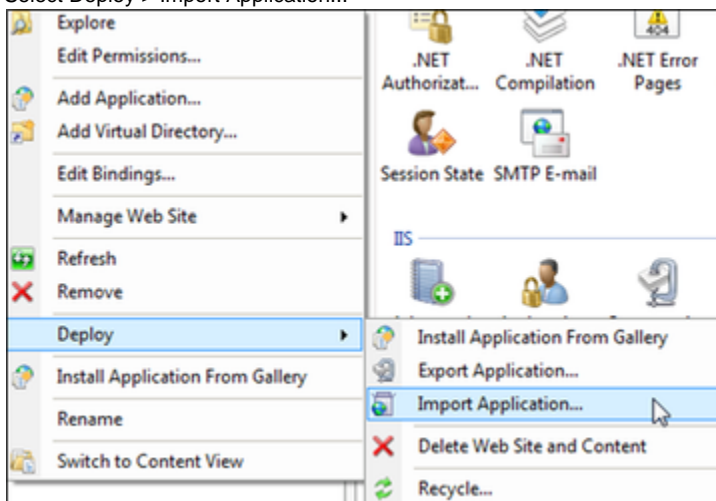 Select Deploy > Import Application...
Explore
Edit Permissions...
Add Application...
Add Virtual Directory...
Edit Bindings...
Manage Web Site
Refresh
Remove
Deploy
Install Application From Gallery
Rename
Switch to Content View
404
.NET Authorizat...
.NET Compilation
.NET Error Pages
Session State
SMTP E-mail
IIS
Install Application From Gallery
Export Application...
Import Application...
Delete Web Site and Content
Recycle...